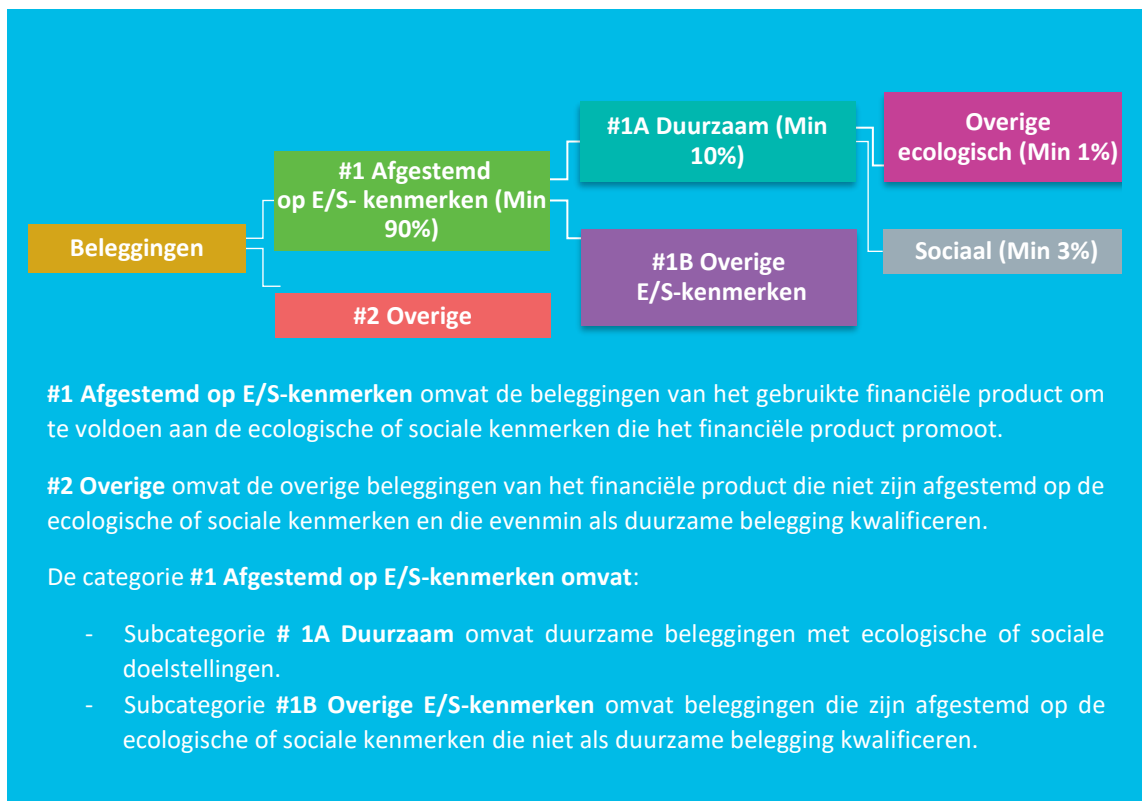 #1A Duurzaam (Min
10%)
Overige
ecologisch (Min 1%)
#1 Afgestemd
op E/S- kenmerken (Min
90%)
Beleggingen
#1B Overige
E/S-kenmerken
Sociaal (Min 3%)
#2 Overige
#1 Afgestemd op E/S-kenmerken omvat de beleggingen van het gebruikte financiële product om
te voldoen aan de ecologische of sociale kenmerken die het financiële product promoot.
#2 Overige omvat de overige beleggingen van het financiële product die niet zijn afgestemd op de
ecologische of sociale kenmerken en die evenmin als duurzame belegging kwalificeren.
De categorie #1 Afgestemd op E/S-kenmerken omvat:
- Subcategorie # 1A Duurzaam omvat duurzame beleggingen met ecologische of sociale
doelstellingen.
- Subcategorie #1B Overige E/S-kenmerken omvat beleggingen die zijn afgestemd op de
ecologische of sociale kenmerken die niet als duurzame belegging kwalificeren.